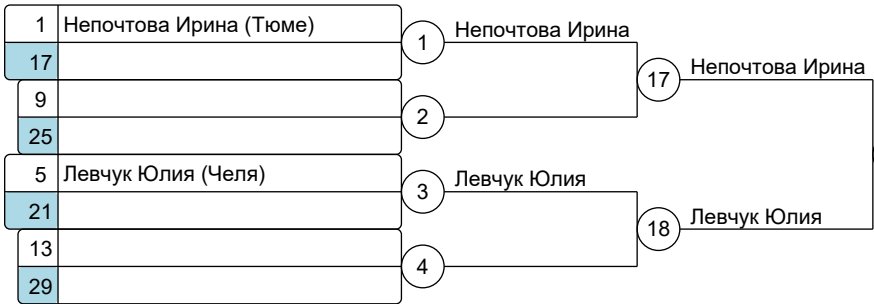 1 Непочтова Ирина (Тюме)
17
1 Непочтова Ирина
17 Непочтова Ирина
9
25
2
5 Левчук Юлия (Челя)
21
3 Левчук Юлия
18 Левчук Юлия
13
29
4